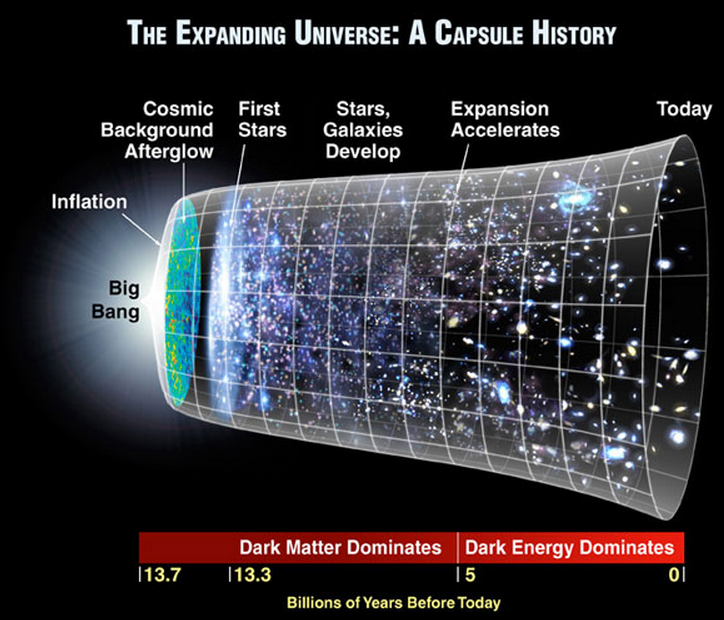 The Expanding Universe: A Capsule History
Cosmic
Background
Afterglow
First
Stars
Stars,
Galaxies
Develop
Expansion
Accelerates
Today
Inflation
Big
Bang
Dark Matter Dominates
Dark Energy Dominates
13.7 13.3 5 0
Billions of Years Before Today